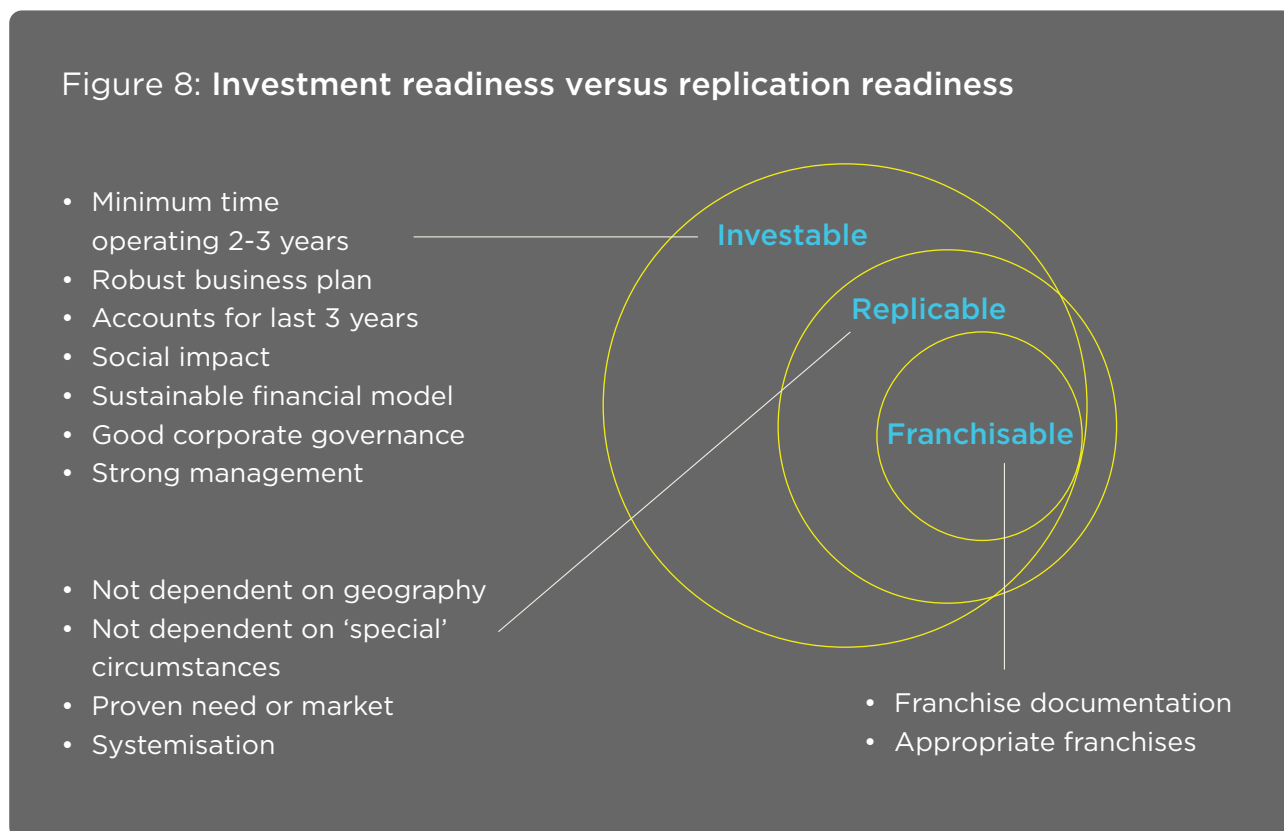 Figure 8: Investment readiness versus replication readiness
• Minimum time
operating 2-3 years
• Robust business plan
• Accounts for last 3 years
• Social impact
• Sustainable financial model
• Good corporate governance
• Strong management
• Not dependent on geography
• Not dependent on ‘special’
circumstances
• Proven need or market
• Systemisation
Investable
Replicable
Franchisable
• Franchise documentation
• Appropriate franchises